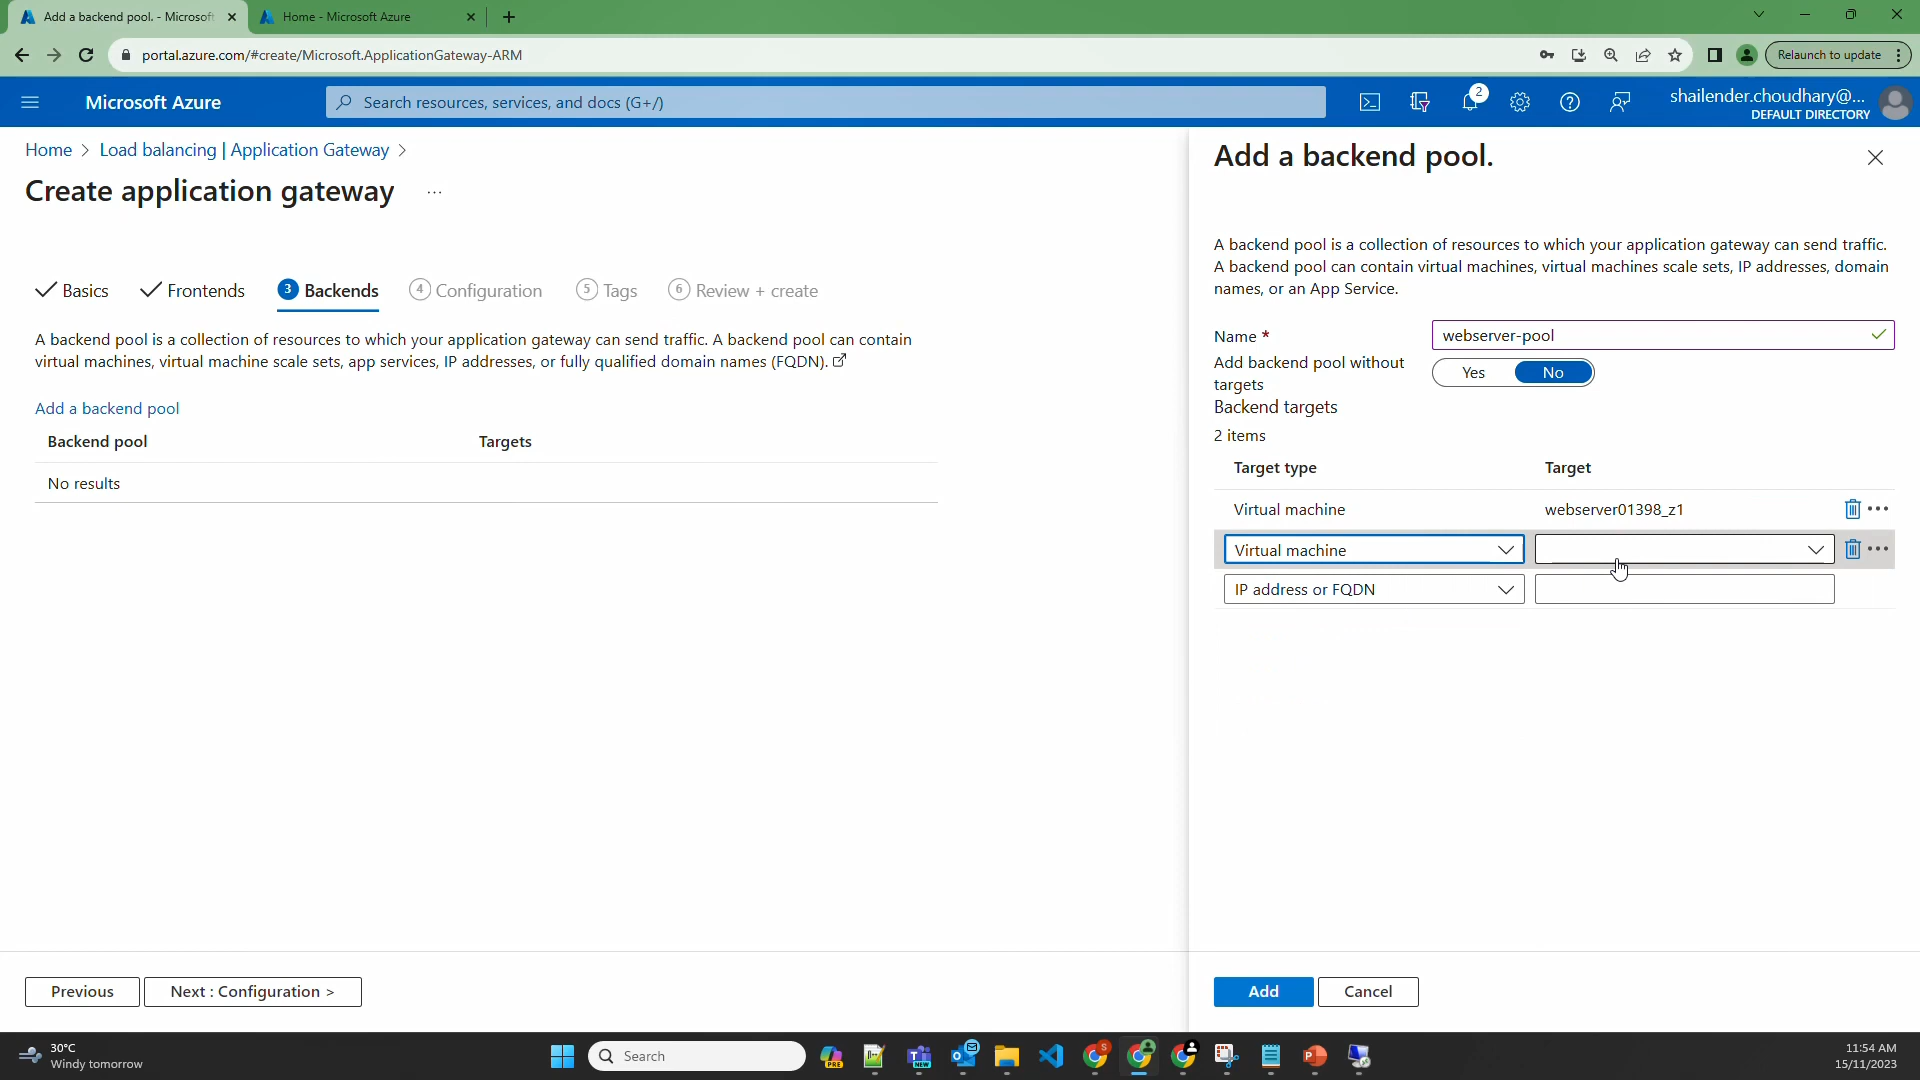 Add a backend pool. - Microsoft
Home - Microsoft Azure
portal.azure.com/#create/Microsoft.ApplicationGateway-ARM
Relaunch to update
Microsoft Azure
Search resources, services, and docs (G+/)
2
shailender.choudhary@...
DEFAULT DIRECTORY
Home > Load balancing | Application Gateway >
Create application gateway ...
Basics
Frontends
3 Backends
4 Configuration
5 Tags
6 Review + create
A backend pool is a collection of resources to which your application gateway can send traffic. A backend pool can contain
virtual machines, virtual machine scale sets, app services, IP addresses, or fully qualified domain names (FQDN).
Add a backend pool
Backend pool
Targets
No results
Previous
Next : Configuration >
Add a backend pool.
A backend pool is a collection of resources to which your application gateway can send traffic.
A backend pool can contain virtual machines, virtual machines scale sets, IP addresses, domain
names, or an App Service.
Name *
webserver-pool
Add backend pool without
targets
Yes
No
Backend targets
2 items
Target type
Target
Virtual machine
webserver01398_z1
Virtual machine
IP address or FQDN
Add
Cancel
30°C
Windy tomorrow
Search
PRE
NEW
S
11:54 AM
15/11/2023